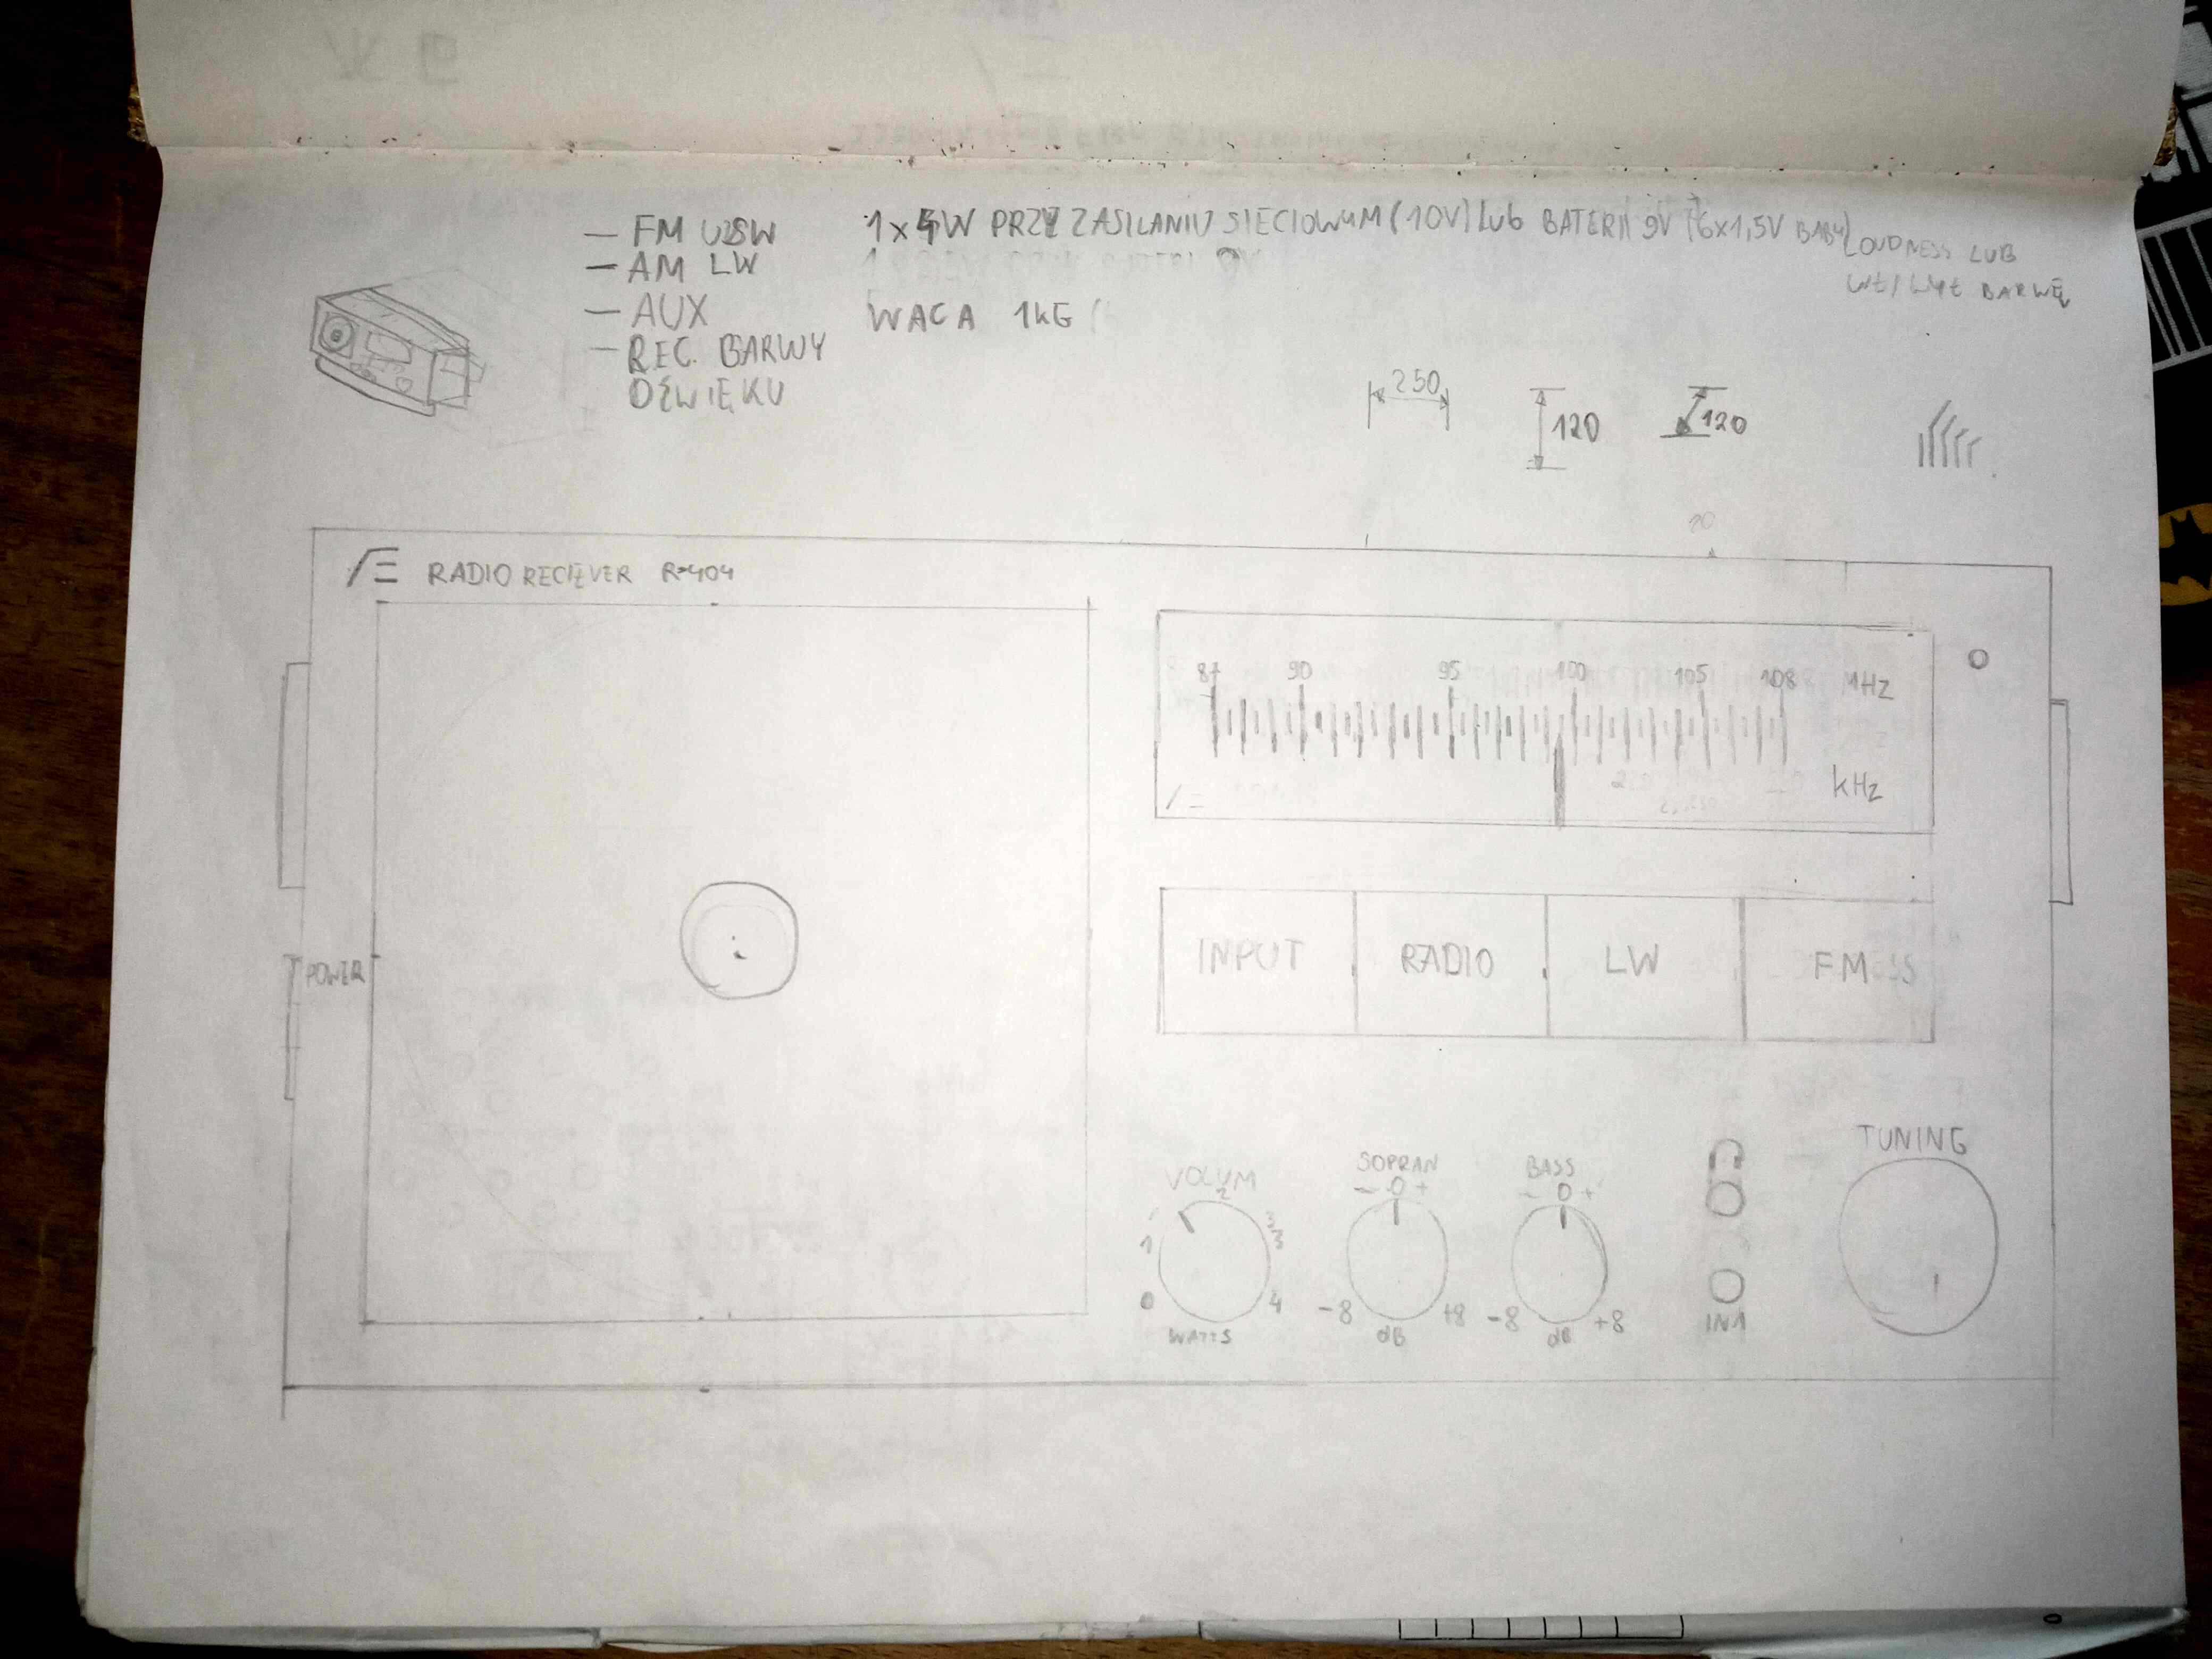 — FM UKW
1x4W PRZY ZASILANIU SIECIOWYM (10V) LUB BATERII 9V (6x1,5V BABY)
LOUDNESS LUB
WŁ/WYŁ BARWĘ
— AM LW
— AUX
WAGA 1KG
— REG. BARWY
DŹWIĘKU
250
120
120
RADIO RECIEVER R-404
87 90 95 100 105 108 MHz
kHz
POWER
INPUT RADIO LW FM
VOLUM
0 1 2 3 4
WATTS
SOPRAN
- 0 +
-8 +8
dB
BASS
- 0 +
-8 +8
dB
IN1
TUNING